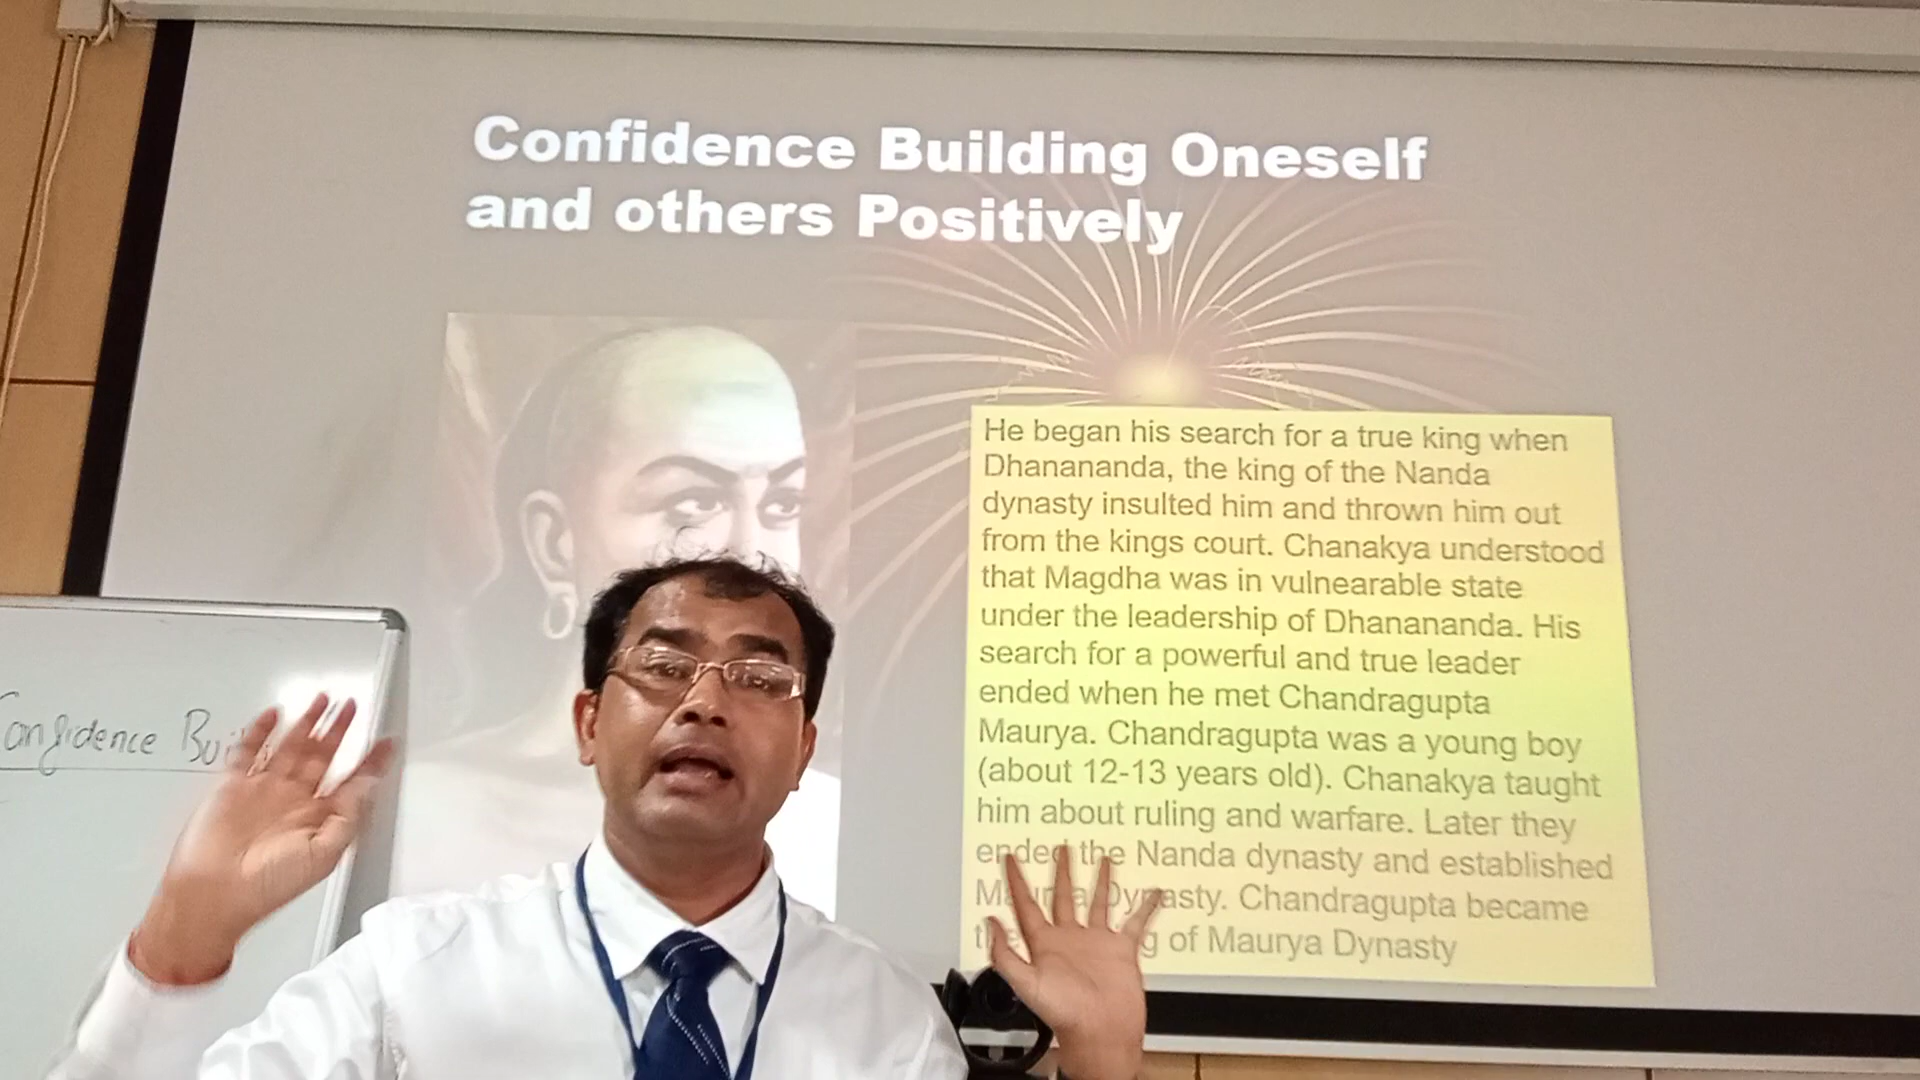 Confidence Building Oneself
and others Positively
He began his search for a true king when
Dhanananda, the king of the Nanda
dynasty insulted him and thrown him out
from the kings court. Chanakya understood
that Magdha was in vulnearable state
under the leadership of Dhanananda. His
search for a powerful and true leader
ended when he met Chandragupta
Maurya. Chandragupta was a young boy
(about 12-13 years old). Chanakya taught
him about ruling and warfare. Later they
ended the Nanda dynasty and established
Dynasty. Chandragupta became
of Maurya Dynasty
Confidence